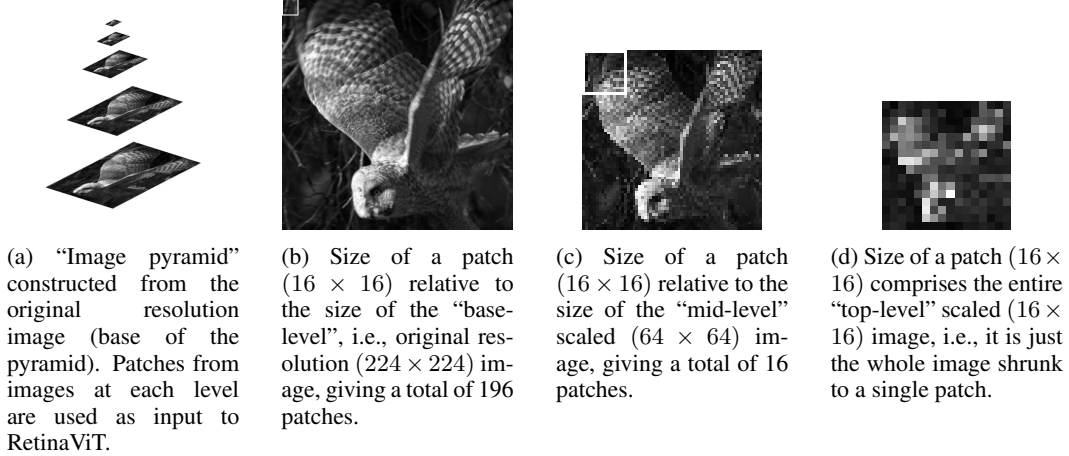 (a) “Image pyramid”
constructed from the
original resolution
image (base of the
pyramid). Patches from
images at each level
are used as input to
RetinaViT.
(b) Size of a patch
(16 × 16) relative to
the size of the “base-
level”, i.e., original res-
olution (224 × 224) im-
age, giving a total of 196
patches.
(c) Size of a patch
(16 × 16) relative to the
size of the “mid-level”
scaled (64 × 64) im-
age, giving a total of 16
patches.
(d) Size of a patch (16 ×
16) comprises the entire
“top-level” scaled (16 ×
16) image, i.e., it is just
the whole image shrunk
to a single patch.